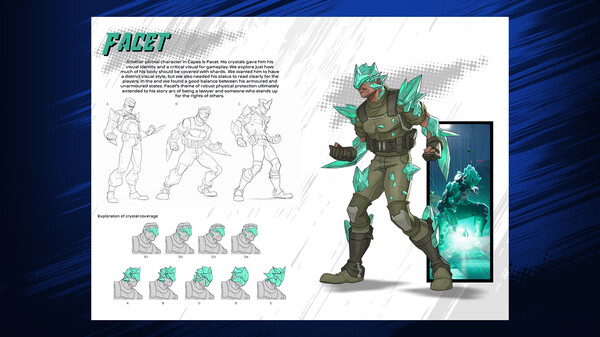 FACET
Another pivotal character in Capes is Facet. His crystals gave him his
visual identity and a critical visual for gameplay. We explore just how
much of his body should be covered with shards. We wanted him to have
a distinct visual style, but we also needed his status to read clearly for the
players. In the end we found a good balance between his armoured and
unarmoured states. Facet's theme of robust physical protection ultimately
extended to his story arc of being a lawyer and someone who stands up
for the rights of others.
A B
Exploration of crystal coverage
A B D E